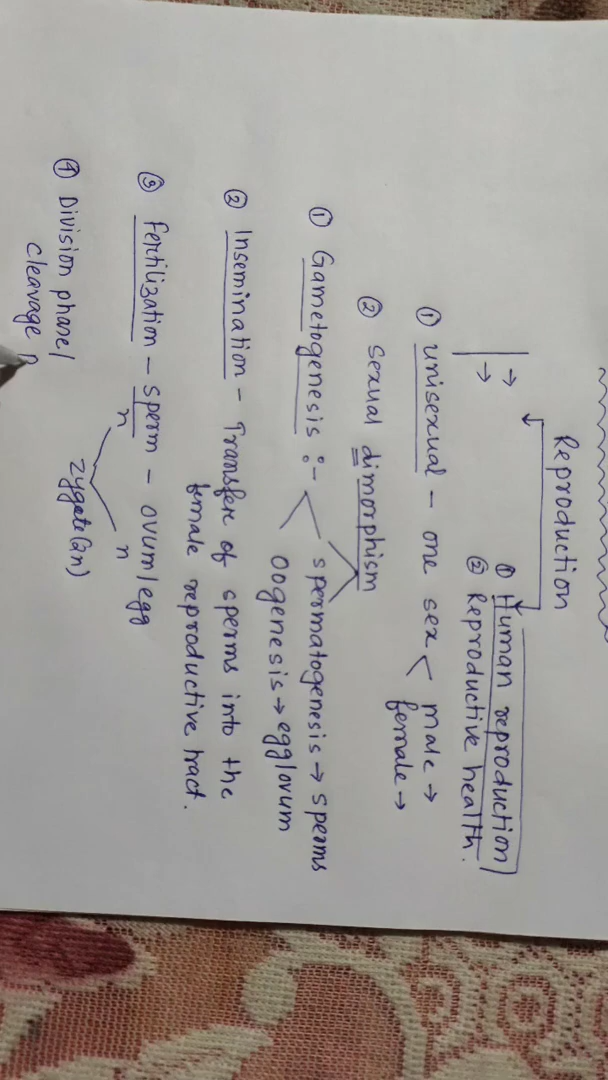 Reproduction
① Human reproduction
② Reproductive health.
① unisexual - one sex < male →
female →
② sexual dimorphism
① Gametogenesis :- < spermatogenesis → sperms
oogenesis → egg/ovum
② Insemination - Transfere of sperms into the
female reproductive tract.
③ fertilization - sperm - ovum/egg
n n
zygote (2n)
④ Division phase/
cleavage